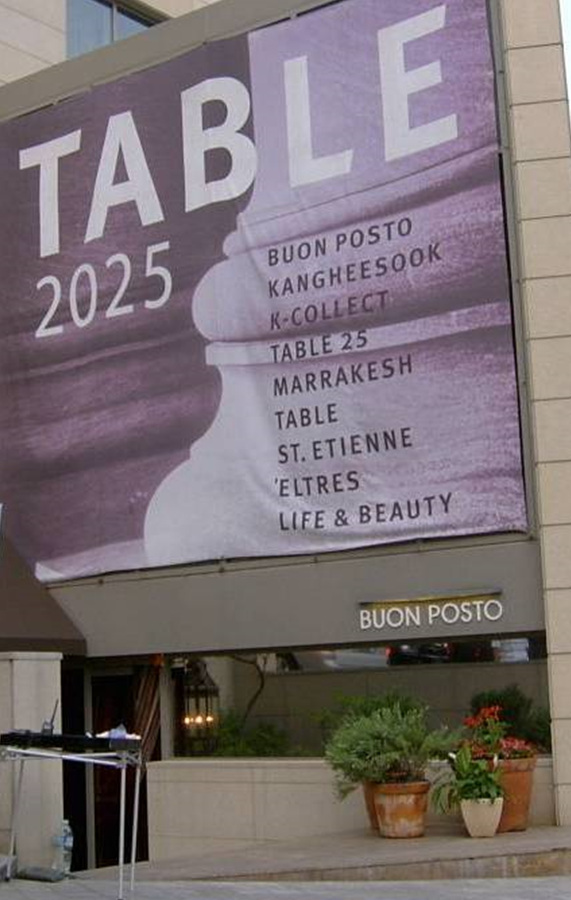 TABLE
2025
BUON POSTO
KANGHEESOOK
K-COLLECT
TABLE 25
MARRAKESH
TABLE
ST. ETIENNE
'ELTRES
LIFE & BEAUTY
BUON POSTO